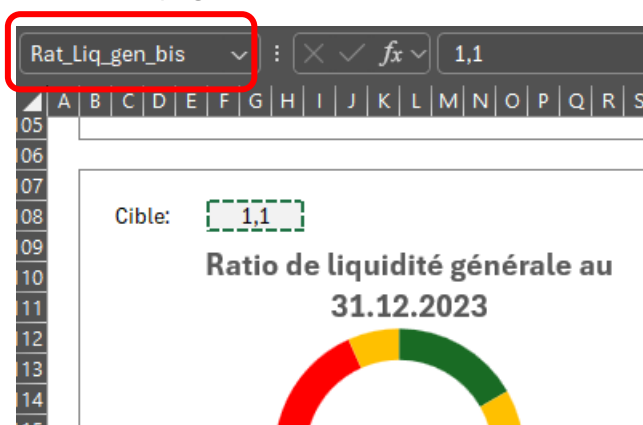 Rat_Liq_gen_bis fx 1,1
A B C D E F G H I J K L M N O P Q R S
105
106
107
108 Cible: 1,1
109
110 Ratio de liquidité générale au
111 31.12.2023
112
113
114